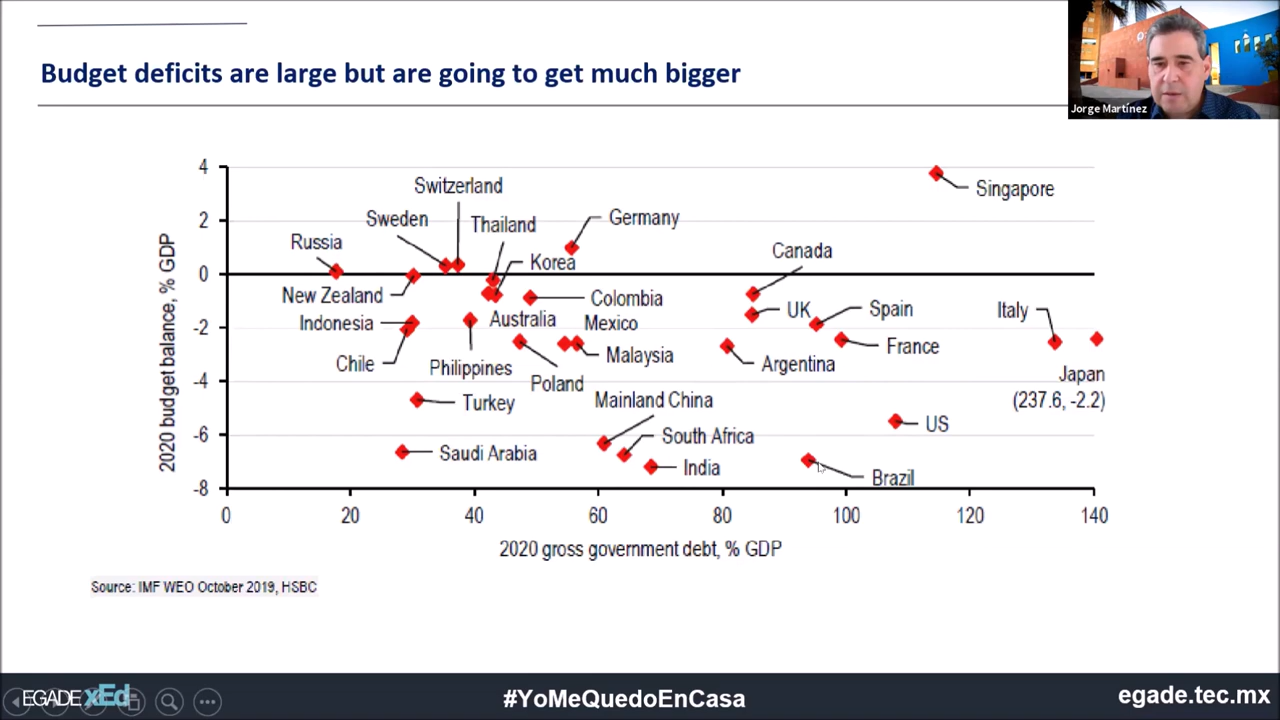 Budget deficits are large but are going to get much bigger
Jorge Martínez
2020 budget balance, % GDP
4
2
0
-2
-4
-6
-8
Switzerland
Sweden
Thailand
Germany
Singapore
Russia
Korea
Canada
New Zealand
Colombia
Indonesia
Australia
Mexico
UK
Spain
Italy
Chile
Philippines
Poland
Malaysia
Argentina
France
Japan
(237.6, -2.2)
Turkey
Mainland China
South Africa
US
Saudi Arabia
India
Brazil
0
20
40
60
80
100
120
140
2020 gross government debt, % GDP
Source: IMF WEO October 2019, HSBC
EGADE xEd
#YoMeQuedoEnCasa
egade.tec.mx